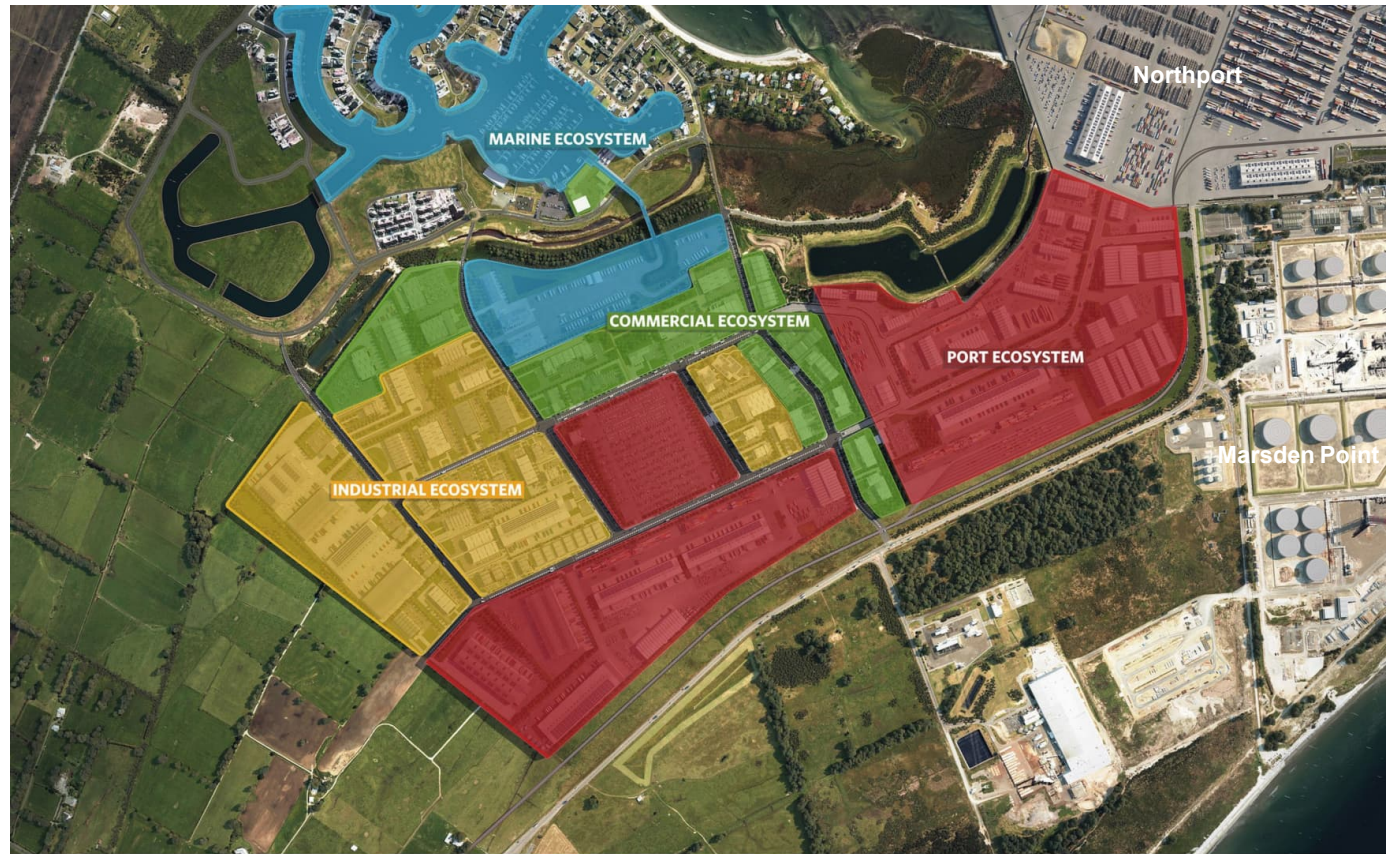 Northport
MARINE ECOSYSTEM
COMMERCIAL ECOSYSTEM
PORT ECOSYSTEM
Marsden Point
INDUSTRIAL ECOSYSTEM